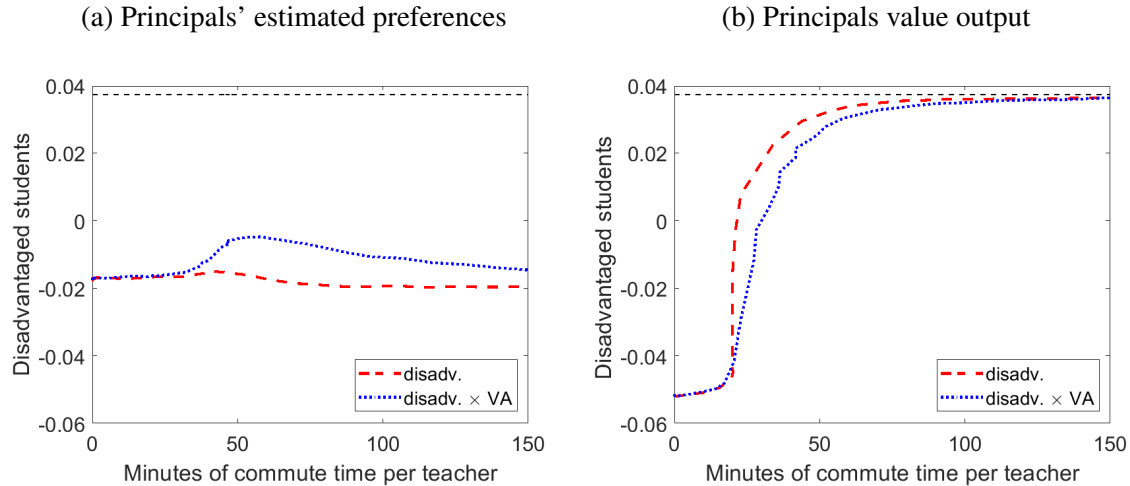 (a) Principals’ estimated preferences
0.04
0.02
0
-0.02
-0.04
-0.06
Disadvantaged students
disadv.
disadv. × VA
0
50
100
150
Minutes of commute time per teacher
(b) Principals value output
0.04
0.02
0
-0.02
-0.04
-0.06
Disadvantaged students
disadv.
disadv. × VA
0
50
100
150
Minutes of commute time per teacher